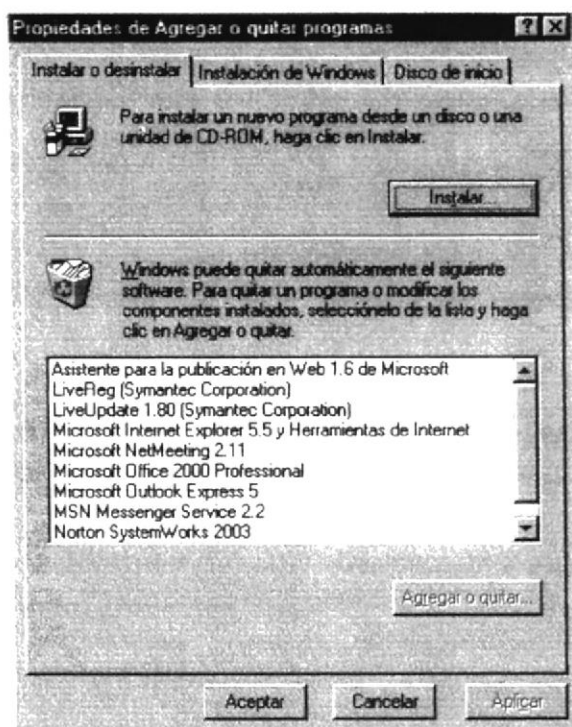 Propiedades de Agregar o quitar programas
Instalar o desinstalar
Instalación de Windows
Disco de inicio
Para instalar un nuevo programa desde un disco o una
unidad de CD-ROM, haga clic en Instalar.
Instalar...
Windows puede quitar automáticamente el siguiente
software. Para quitar un programa o modificar los
componentes instalados, selecciónelo de la lista y haga
clic en Agregar o quitar.
Asistente para la publicación en Web 1.6 de Microsoft
LiveReg (Symantec Corporation)
LiveUpdate 1.80 (Symantec Corporation)
Microsoft Internet Explorer 5.5 y Herramientas de Internet
Microsoft NetMeeting 2.11
Microsoft Office 2000 Professional
Microsoft Outlook Express 5
MSN Messenger Service 2.2
Norton SystemWorks 2003
Agregar o quitar...
Aceptar
Cancelar
Aplicar